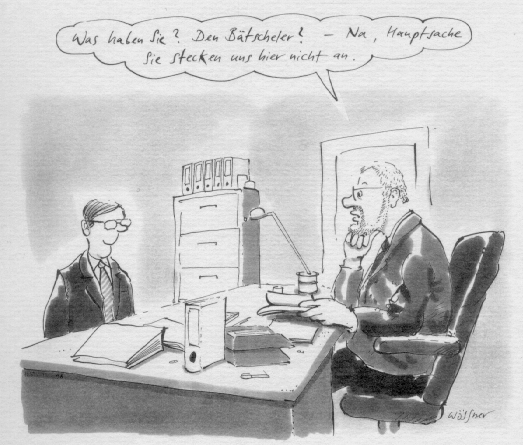 Was haben Sie? Den Bätscheler? – Na, Hauptsache
Sie stecken uns hier nicht an.
Wößner